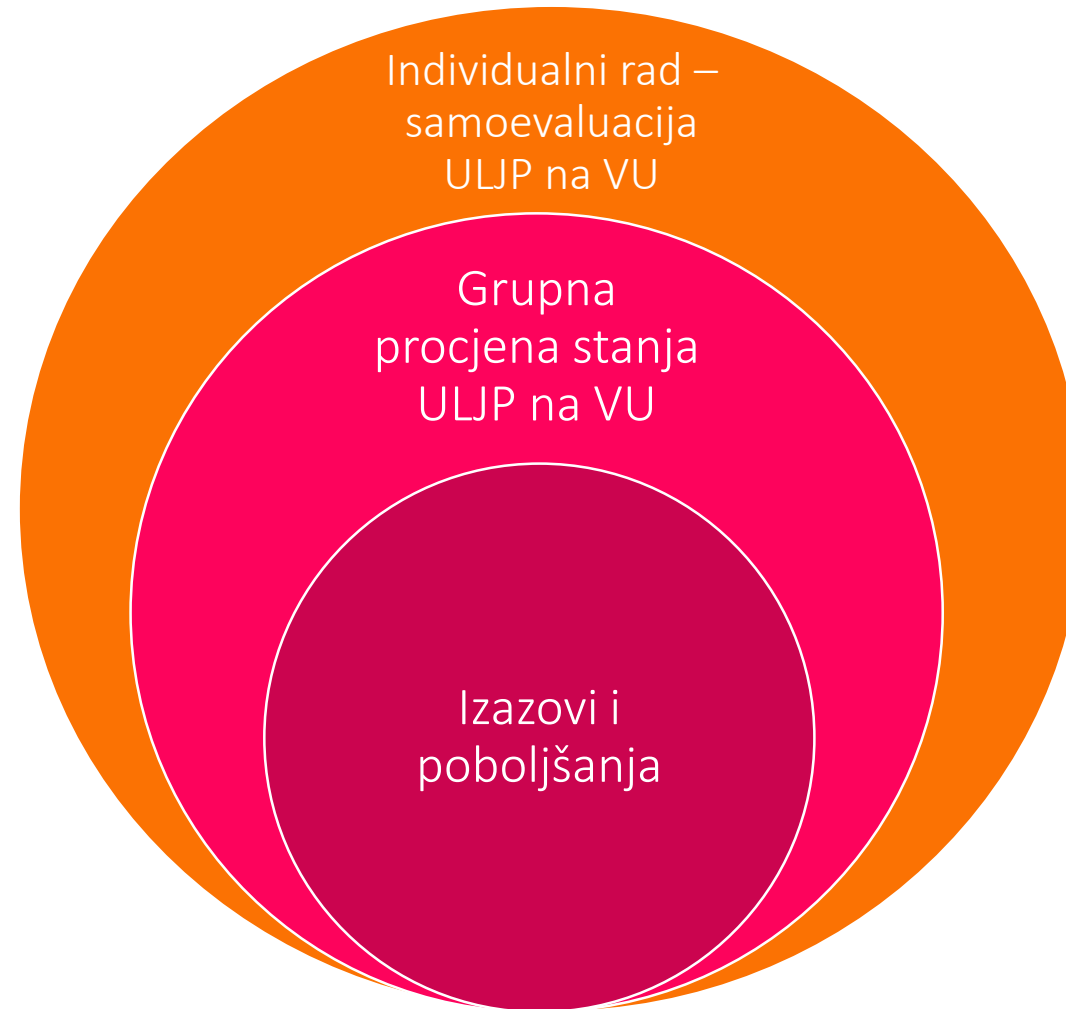 Individualni rad –
samoevaluacija
ULJP na VU
Grupna
procjena stanja
ULJP na VU
Izazovi i
poboljšanja